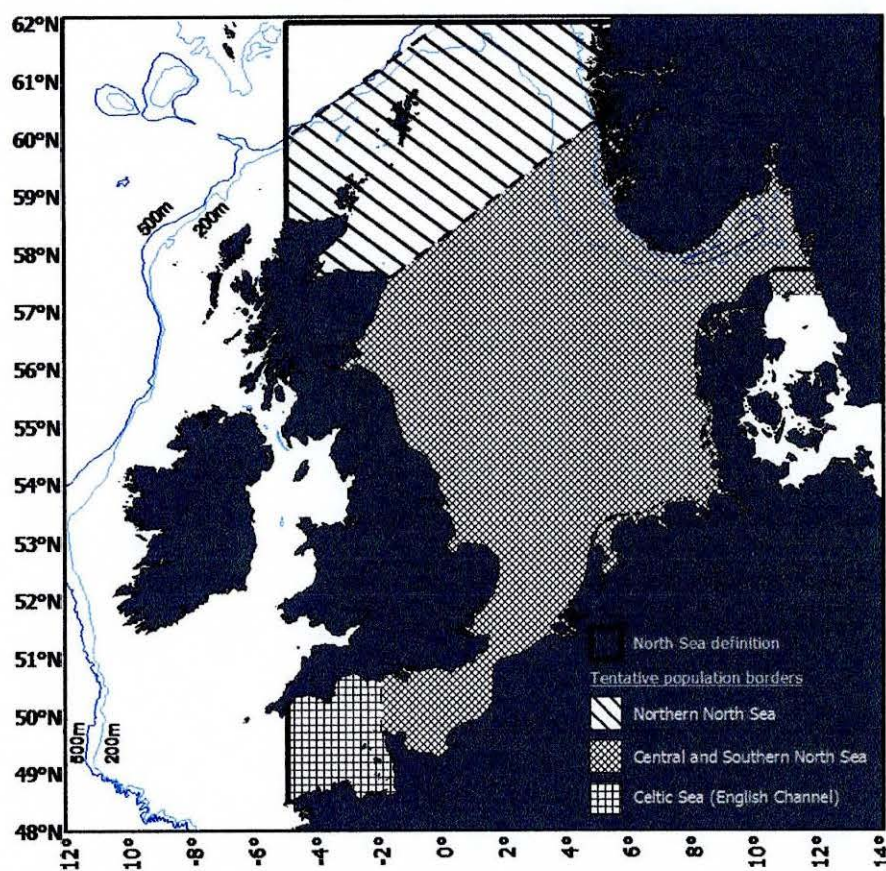 62°N
61°N
60°N
59°N
58°N
57°N
56°N
55°N
54°N
53°N
52°N
51°N
50°N
49°N
48°N
500m
200m
500m
200m
North Sea definition
Tentative population borders
Northern North Sea
Central and Southern North Sea
Celtic Sea (English Channel)
12° -10° -8° -6° -4° -2° 0° 2° 4° 6° 8° 10° 12° 14°